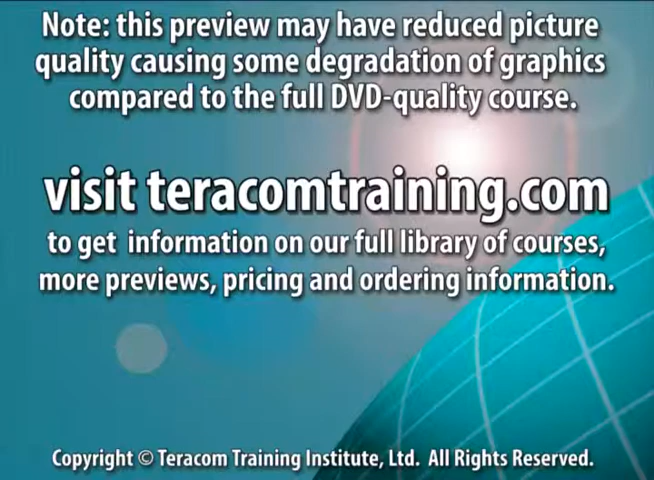 Note: this preview may have reduced picture
quality causing some degradation of graphics
compared to the full DVD-quality course.
visit teracomtraining.com
to get information on our full library of courses,
more previews, pricing and ordering information.
Copyright © Teracom Training Institute, Ltd. All Rights Reserved.